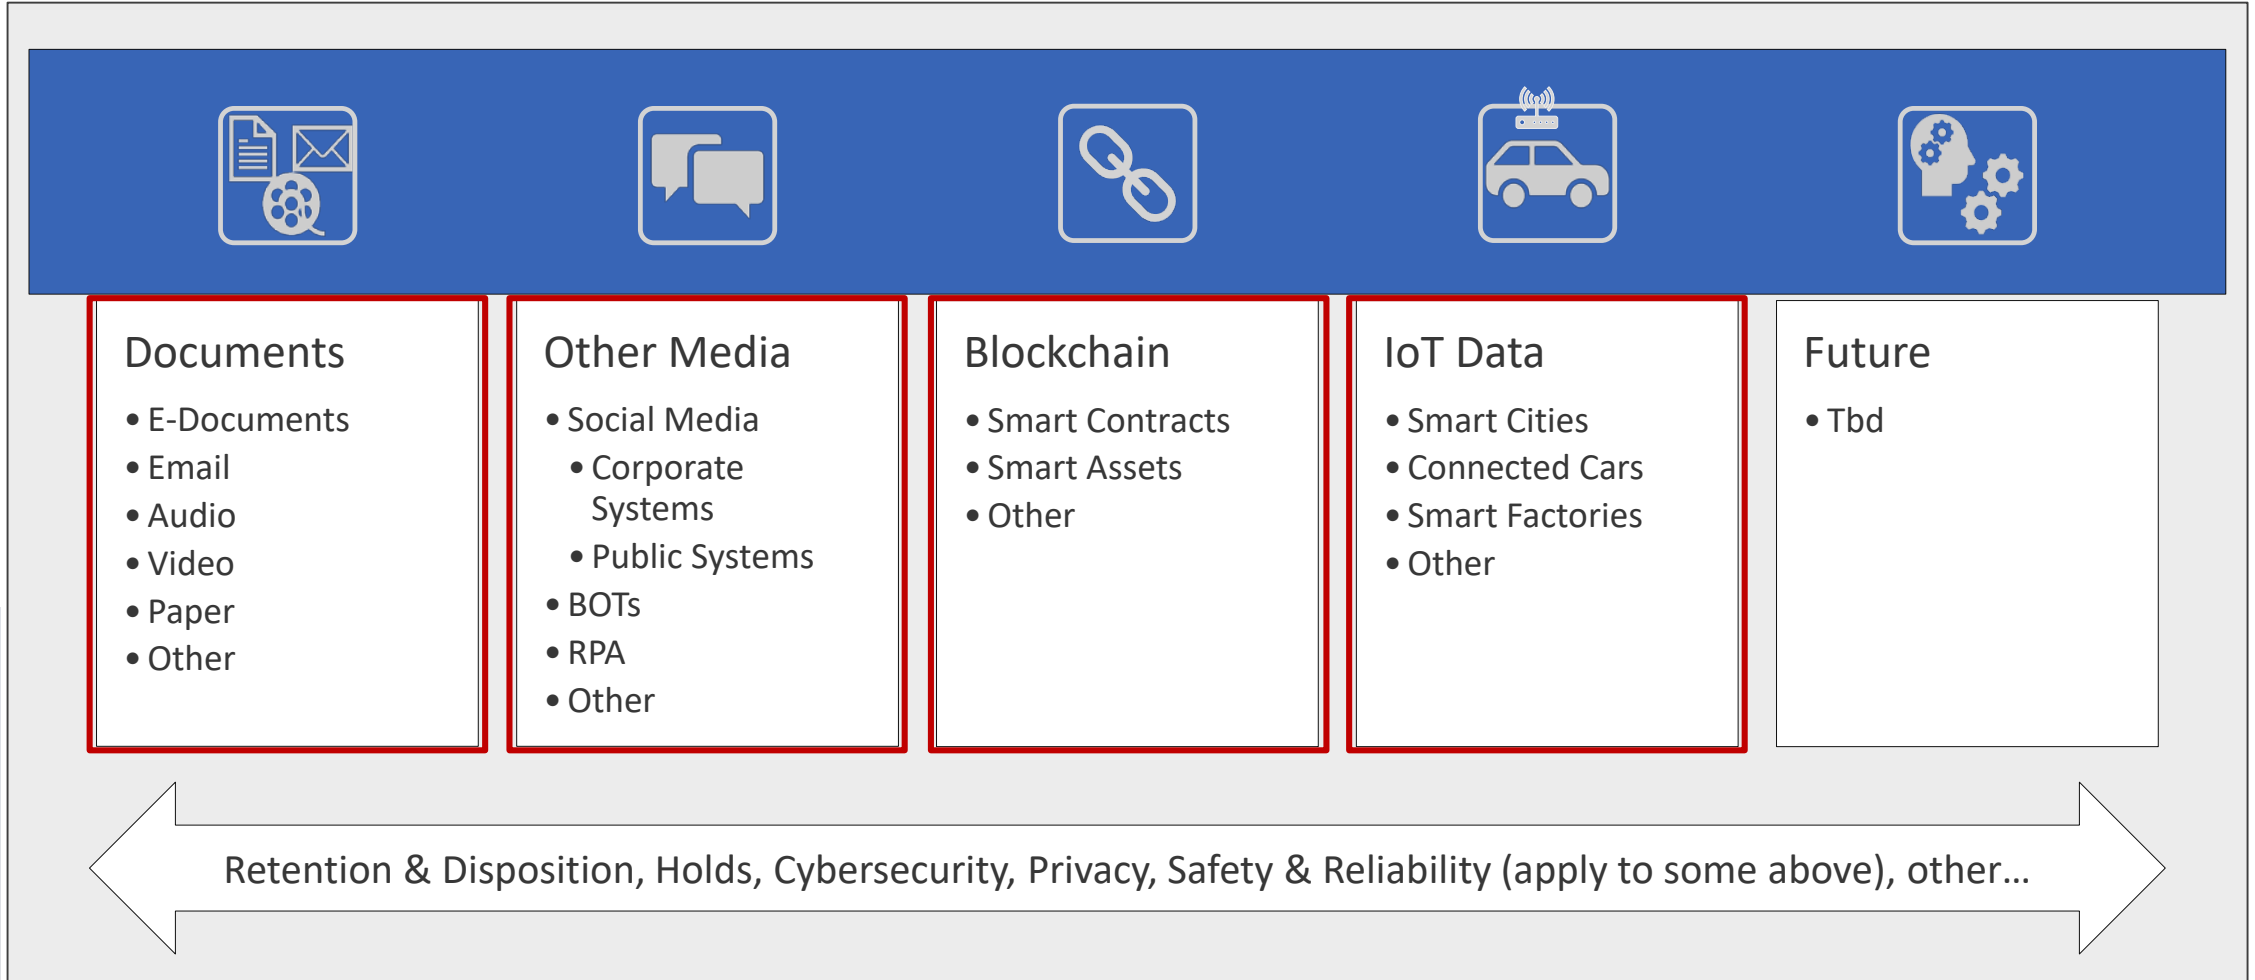 Documents
• E-Documents
• Email
• Audio
• Video
• Paper
• Other
Other Media
• Social Media
• Corporate
Systems
• Public Systems
• BOTs
• RPA
• Other
Blockchain
• Smart Contracts
• Smart Assets
• Other
IoT Data
• Smart Cities
• Connected Cars
• Smart Factories
• Other
Future
• Tbd
Retention & Disposition, Holds, Cybersecurity, Privacy, Safety & Reliability (apply to some above), other...